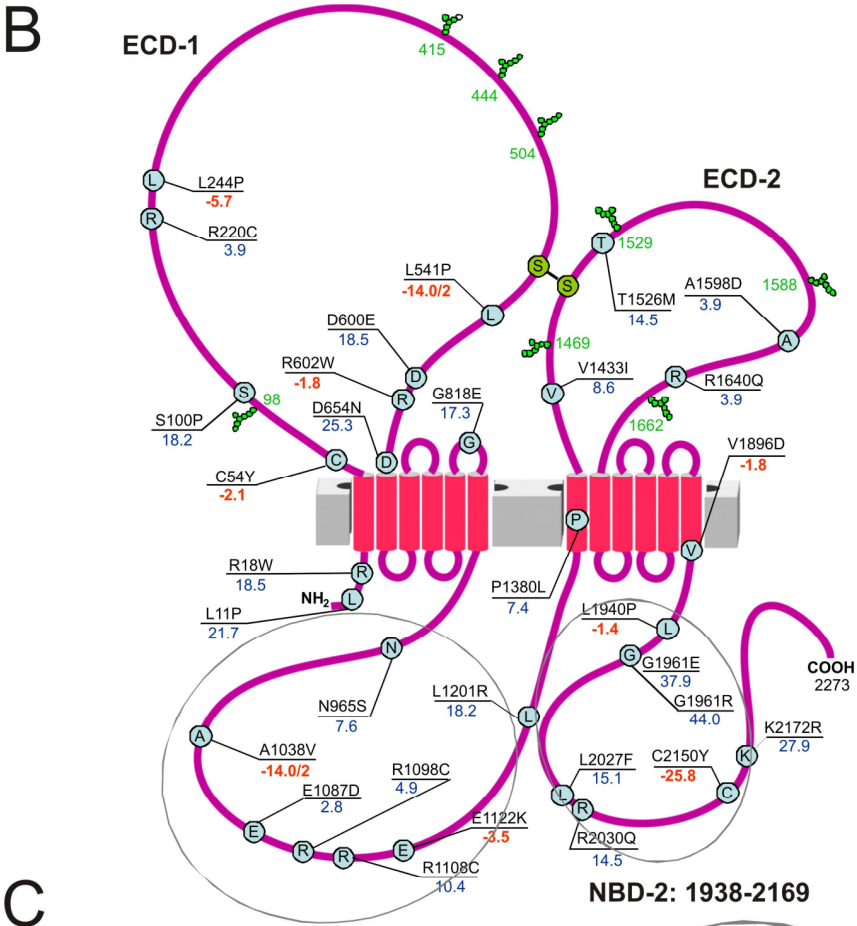 B
ECD-1
415
444
504
ECD-2
L
L244P
-5.7
R
R220C
3.9
S
S
T
1529
T1526M
14.5
A1598D
3.9
1588
A
L541P
-14.0/2
L
D600E
18.5
D
R602W
-1.8
R
1469
V1433I
8.6
V
R
R1640Q
3.9
1662
S
98
S100P
18.2
D654N
25.3
D
G818E
17.3
G
C
C54Y
-2.1
V1896D
-1.8
V
P
P1380L
7.4
R18W
18.5
R
NH2
L
L11P
21.7
N
N965S
7.6
L1201R
18.2
L
L1940P
-1.4
L
G
G1961E
37.9
G1961R
44.0
COOH
2273
K2172R
27.9
K
A
A1038V
-14.0/2
E1087D
2.8
R1098C
4.9
E
R
R
E
E1122K
-3.5
R1108C
10.4
L2027F
15.1
L
R
R2030Q
14.5
C2150Y
-25.8
C
NBD-2: 1938-2169
C